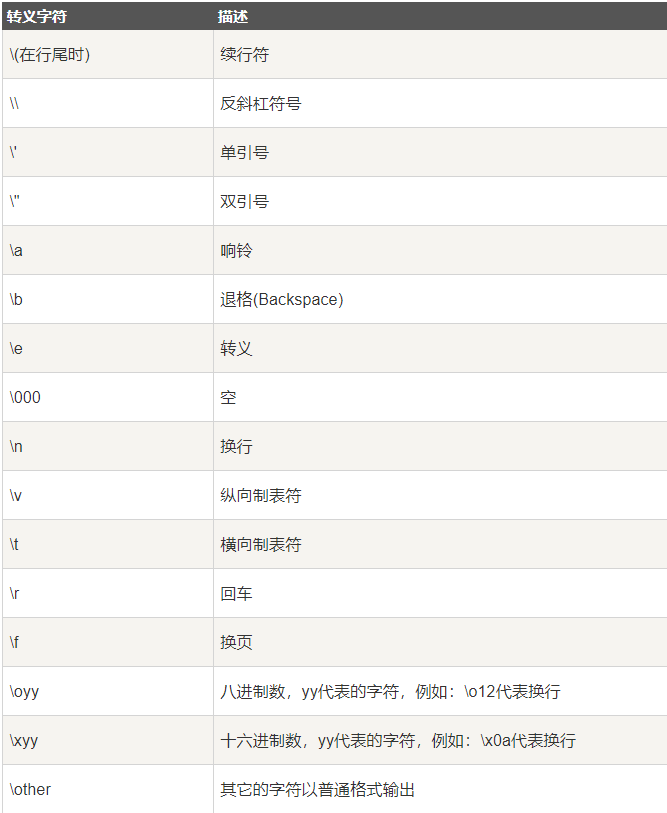 转义字符 描述
\(在行尾时) 续行符
\\ 反斜杠符号
\' 单引号
\" 双引号
\a 响铃
\b 退格(Backspace)
\e 转义
\000 空
\n 换行
\v 纵向制表符
\t 横向制表符
\r 回车
\f 换页
\oyy 八进制数，yy代表的字符，例如：\o12代表换行
\xyy 十六进制数，yy代表的字符，例如：\x0a代表换行
\other 其它的字符以普通格式输出